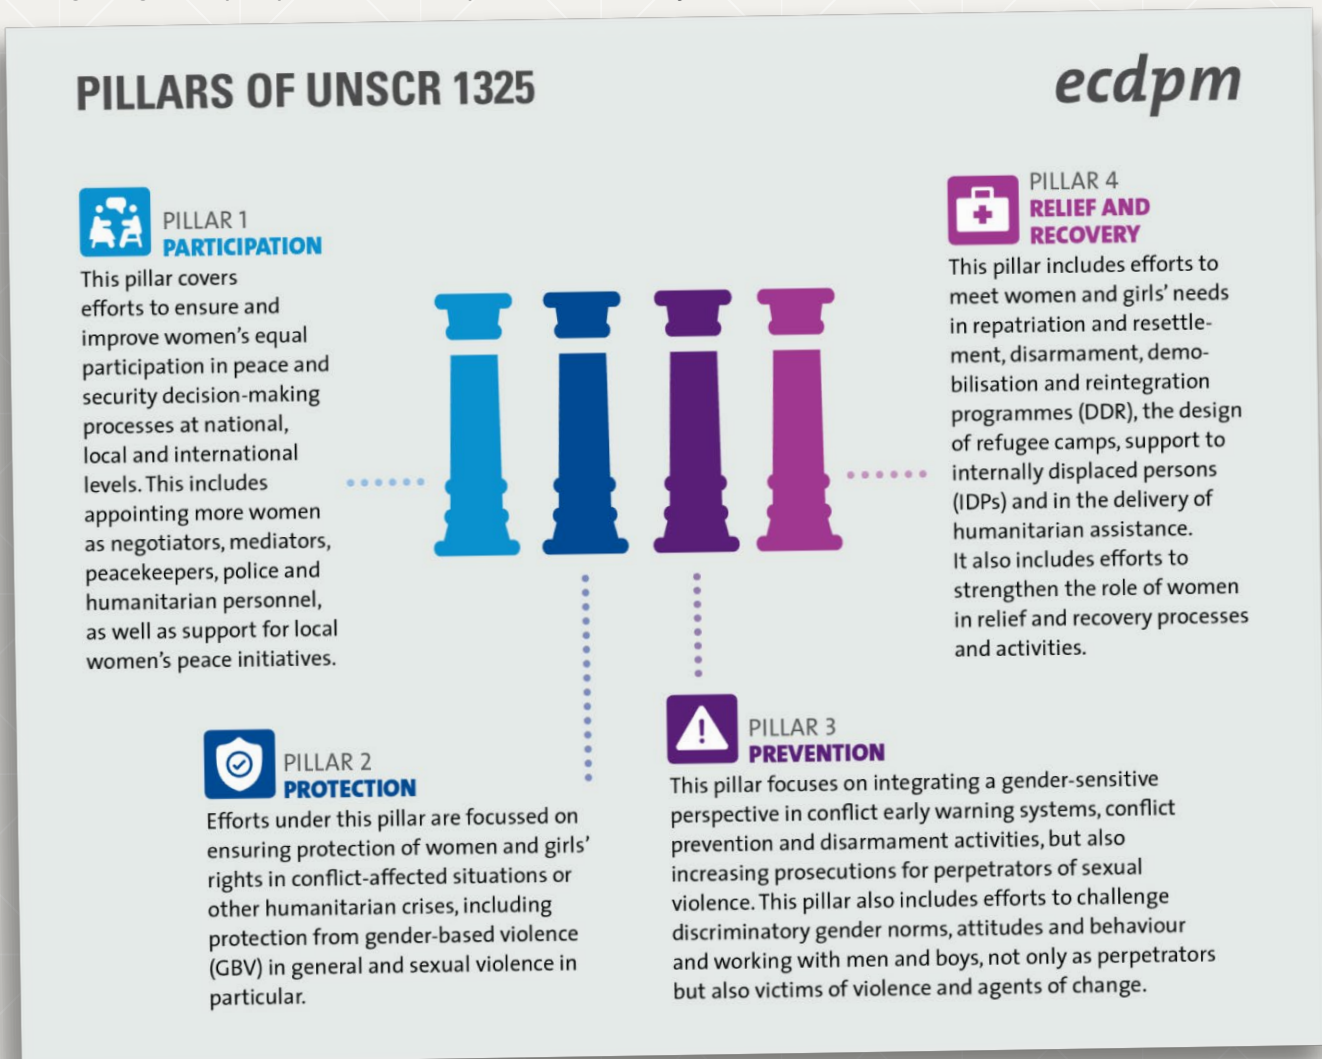 PILLARS OF UNSCR 1325
ecdpm
PILLAR 1
PARTICIPATION
This pillar covers
efforts to ensure and
improve women's equal
participation in peace and
security decision-making
processes at national,
local and international
levels. This includes
appointing more women
as negotiators, mediators,
peacekeepers, police and
humanitarian personnel,
as well as support for local
women's peace initiatives.
PILLAR 2
PROTECTION
Efforts under this pillar are focussed on
ensuring protection of women and girls'
rights in conflict-affected situations or
other humanitarian crises, including
protection from gender-based violence
(GBV) in general and sexual violence in
particular.
PILLAR 3
PREVENTION
This pillar focuses on integrating a gender-sensitive
perspective in conflict early warning systems, conflict
prevention and disarmament activities, but also
increasing prosecutions for perpetrators of sexual
violence. This pillar also includes efforts to challenge
discriminatory gender norms, attitudes and behaviour
and working with men and boys, not only as perpetrators
but also victims of violence and agents of change.
PILLAR 4
RELIEF AND
RECOVERY
This pillar includes efforts to
meet women and girls' needs
in repatriation and resettle-
ment, disarmament, demo-
bilisation and reintegration
programmes (DDR), the design
of refugee camps, support to
internally displaced persons
(IDPs) and in the delivery of
humanitarian assistance.
It also includes efforts to
strengthen the role of women
in relief and recovery processes
and activities.